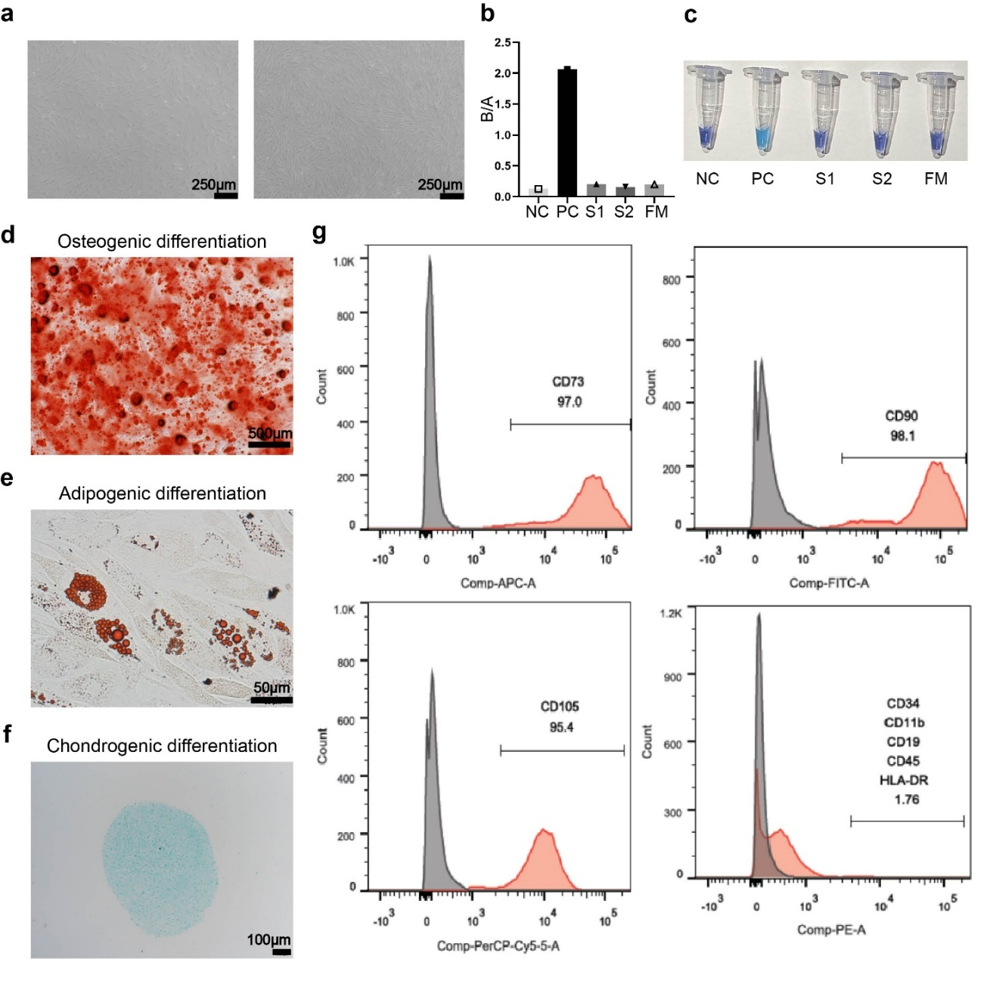 a
250μm
250μm
b
2.5
2.0
1.5
1.0
0.5
0.0
B/A
NC PC S1 S2 FM
c
NC PC S1 S2 FM
d
Osteogenic differentiation
500μm
e
Adipogenic differentiation
50μm
f
Chondrogenic differentiation
100μm
g
1.0K
800
600
400
200
0
Count
CD73
97.0
-10³ 0 10³ 10⁴ 10⁵
Comp-APC-A
800
600
400
200
0
Count
CD90
98.1
-10³ 0 10³ 10⁴ 10⁵
Comp-FITC-A
1.0K
800
600
400
200
0
Count
CD105
95.4
-10³ 0 10³ 10⁴ 10⁵
Comp-PerCP-Cy5-5-A
1.2K
900
600
300
0
Count
CD34
CD11b
CD19
CD45
HLA-DR
1.76
-10³ 0 10³ 10⁴ 10⁵
Comp-PE-A